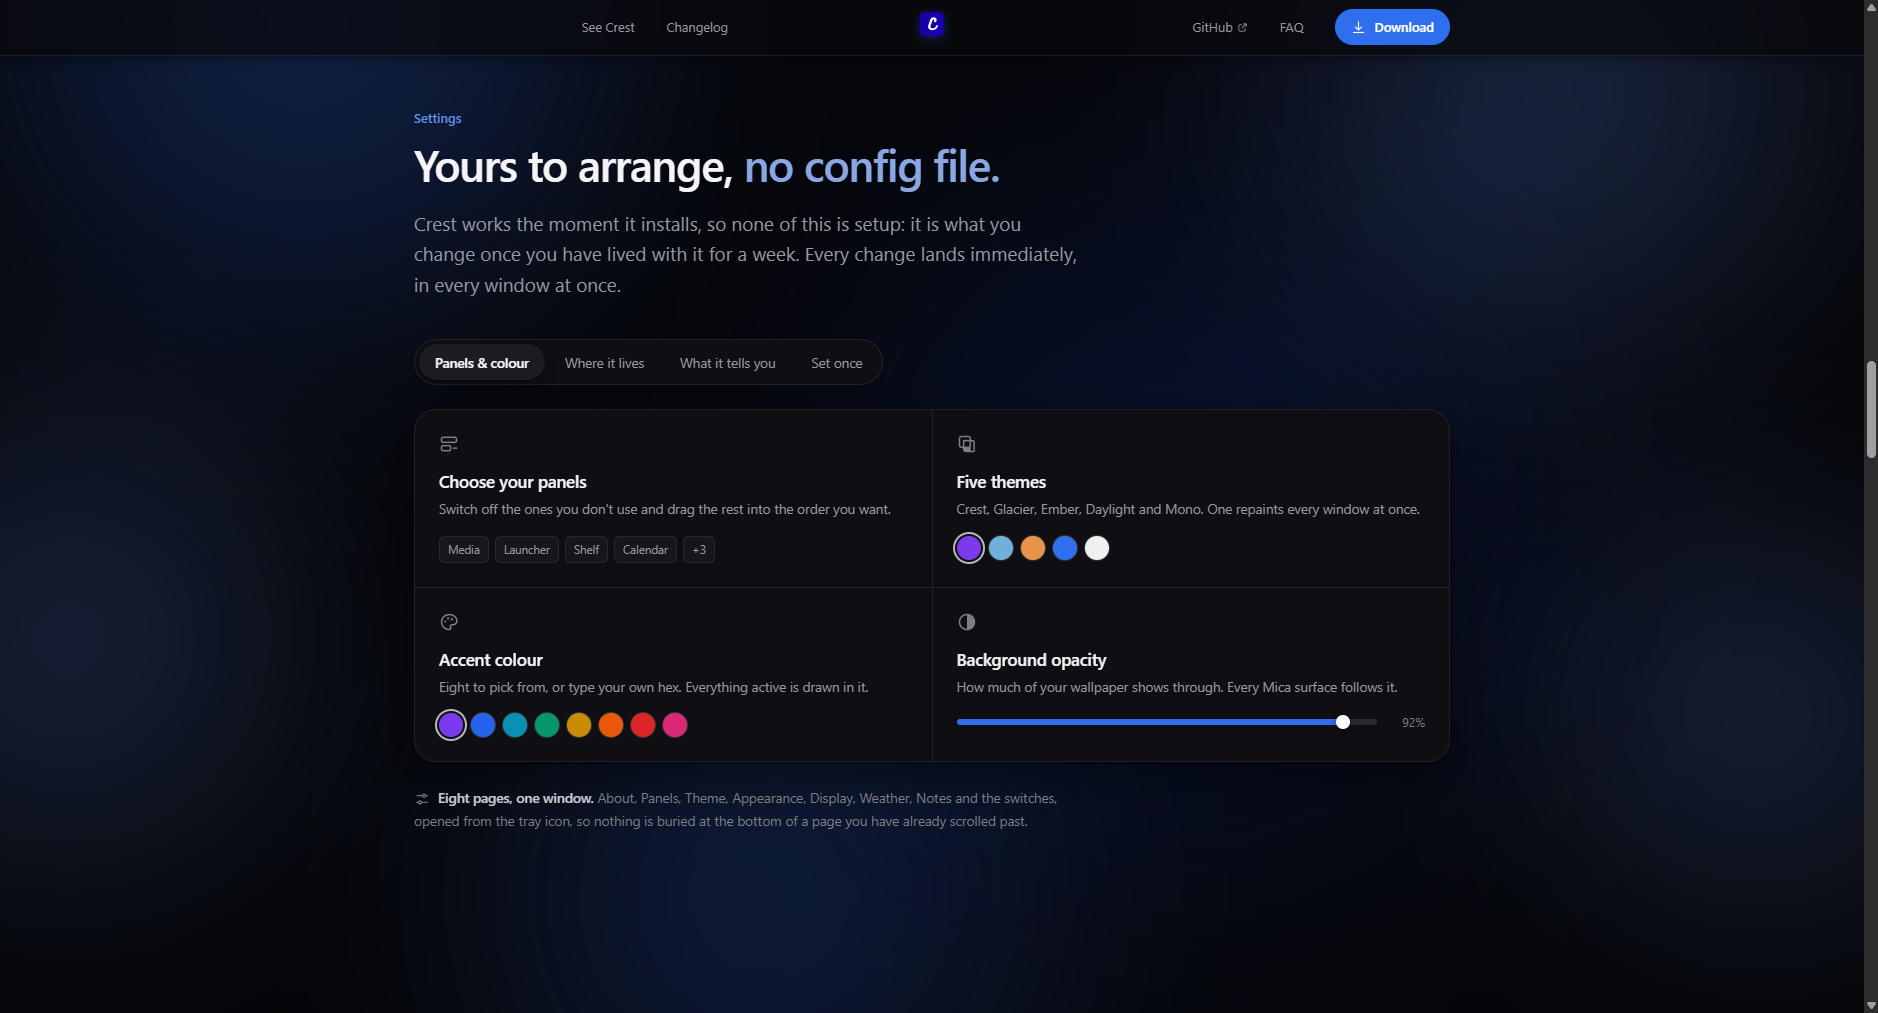 See Crest
Changelog
C
GitHub
FAQ
Download
Settings
Yours to arrange, no config file.
Crest works the moment it installs, so none of this is setup: it is what you
change once you have lived with it for a week. Every change lands immediately,
in every window at once.
Panels & colour
Where it lives
What it tells you
Set once
Choose your panels
Switch off the ones you don't use and drag the rest into the order you want.
Media
Launcher
Shelf
Calendar
+3
Five themes
Crest, Glacier, Ember, Daylight and Mono. One repaints every window at once.
Accent colour
Eight to pick from, or type your own hex. Everything active is drawn in it.
Background opacity
How much of your wallpaper shows through. Every Mica surface follows it.
92%
Eight pages, one window. About, Panels, Theme, Appearance, Display, Weather, Notes and the switches,
opened from the tray icon, so nothing is buried at the bottom of a page you have already scrolled past.